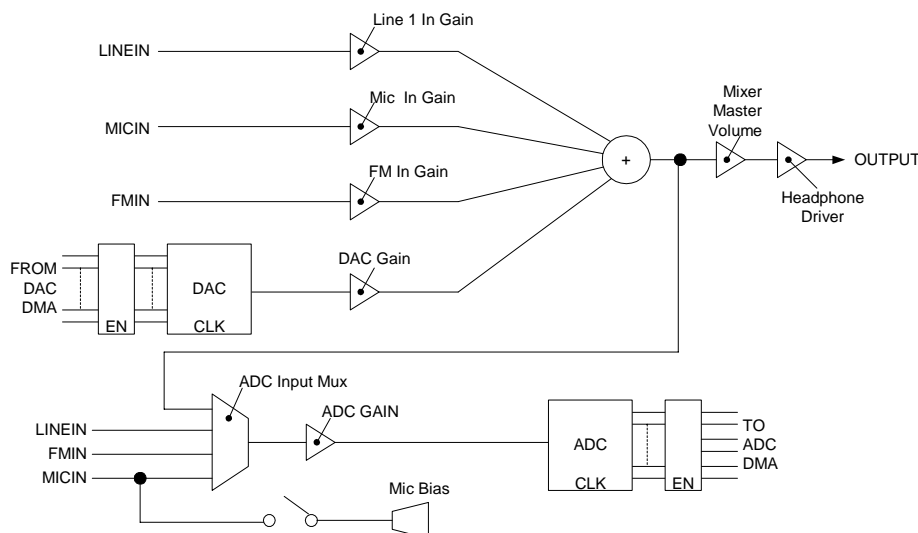 Line 1 In Gain
LINEIN
Mic In Gain
MICIN
Mixer
Master
Volume
+
OUTPUT
FM In Gain
FMIN
Headphone
Driver
DAC Gain
FROM
DAC
DMA
EN
DAC
CLK
ADC Input Mux
ADC GAIN
LINEIN
FMIN
MICIN
ADC
CLK
EN
TO
ADC
DMA
Mic Bias